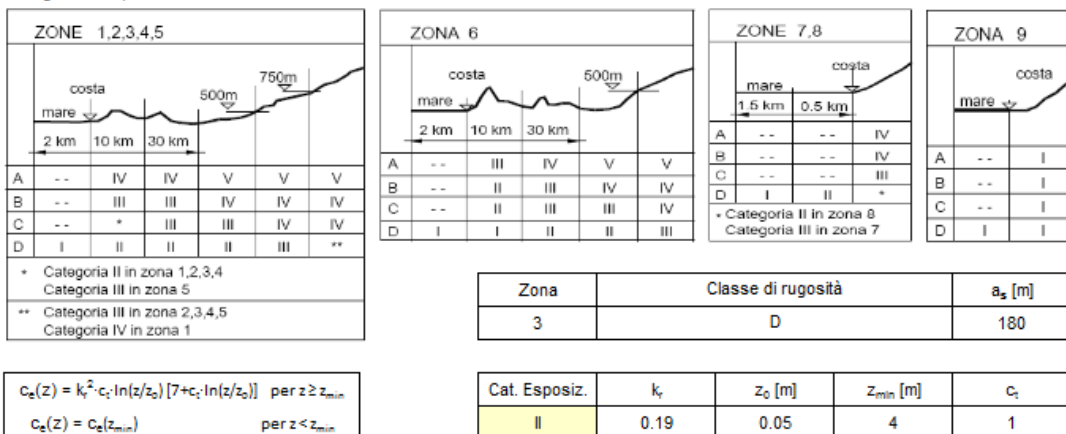 ZONE 1,2,3,4,5
costa
mare
500m
750m
2 km 10 km 30 km
A -- IV IV V V V
B -- III III IV IV IV
C -- * III III IV IV
D I II II II III **
* Categoria II in zona 1,2,3,4
Categoria III in zona 5
** Categoria III in zona 2,3,4,5
Categoria IV in zona 1
ZONA 6
costa
mare
500m
2 km 10 km 30 km
A -- III IV V V
B -- II III IV IV
C -- II III III IV
D I I II II III
ZONE 7,8
mare
costa
1.5 km 0.5 km
A -- -- IV
B -- -- IV
C -- -- III
D I II *
* Categoria II in zona 8
Categoria III in zona 7
ZONA 9
costa
mare
A -- I
B -- I
C -- I
D I I
Zona Classe di rugosità aₛ [m]
3 D 180
cₑ(z) = kᵣ²·cₜ·ln(z/z₀) [7+cₜ·ln(z/z₀)] per z ≥ zₘᵢₙ
cₑ(z) = cₑ(zₘᵢₙ) per z < zₘᵢₙ
Cat. Esposiz. kᵣ z₀ [m] zₘᵢₙ [m] cₜ
II 0.19 0.05 4 1